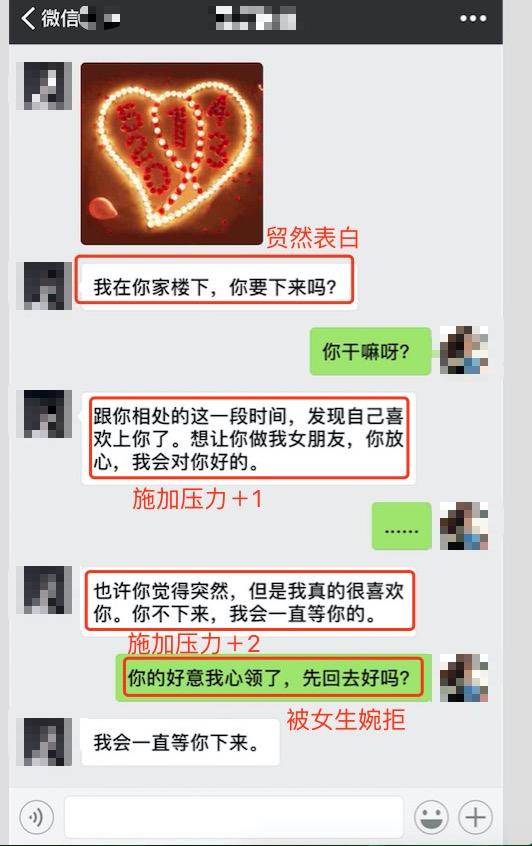 微信
5201314
贸然表白
我在你家楼下，你要下来吗？
你干嘛呀？
跟你相处的这一段时间，发现自己喜
欢上你了。想让你做我女朋友，你放
心，我会对你好的。
施加压力＋1
......
也许你觉得突然，但是我真的很喜欢
你。你不下来，我会一直等你的。
施加压力＋2
你的好意我心领了，先回去好吗？
被女生婉拒
我会一直等你下来。